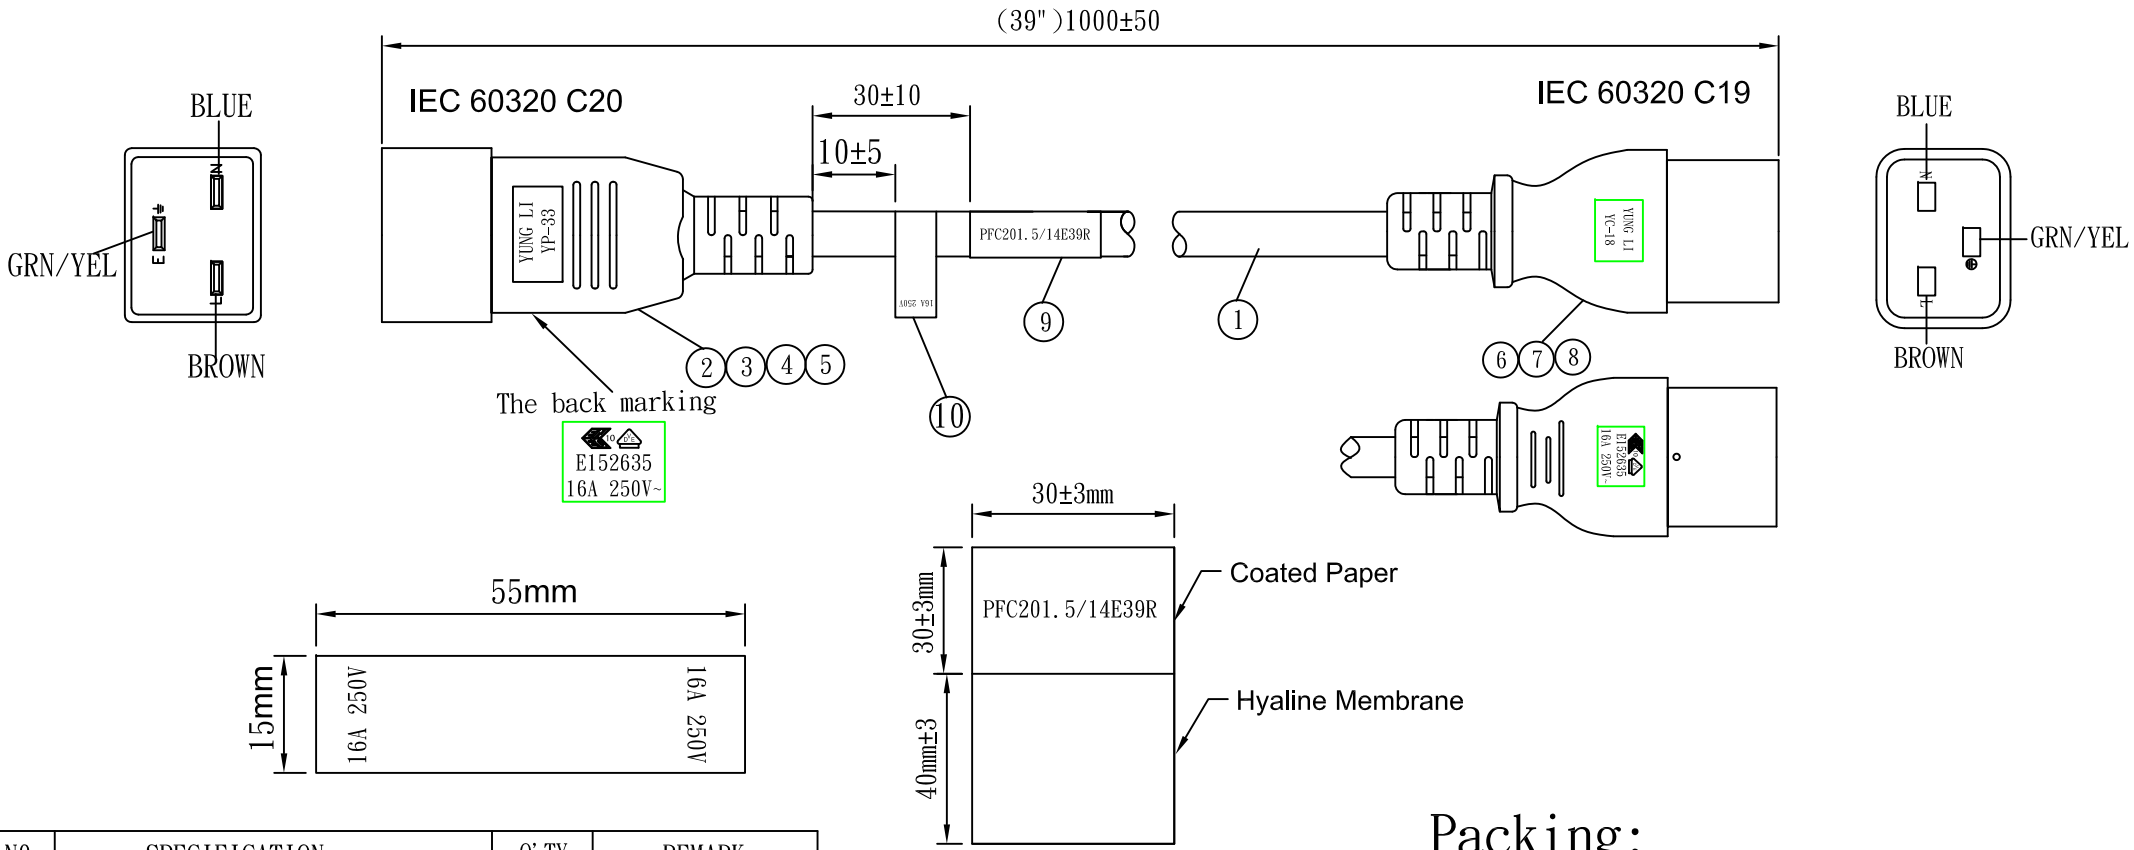 (39")1000±50
IEC 60320 C20
30±10
IEC 60320 C19
BLUE
BLUE
10±5
N
E
L
GRN/YEL
BROWN
YUNG LI
YP-33
PFC201.5/14E39R
16A 250V
YUNG LI
YC-18
N
L
GRN/YEL
BROWN
9
1
2
3
4
5
6
7
8
10
The back marking
10
E152635
16A 250V~
E152635
16A 250V~
30±3mm
55mm
15mm
16A 250V
16A 250V
30±3mm
40mm±3
PFC201.5/14E39R
Coated Paper
Hyaline Membrane
NO
SPECIFICATION
Q'TY
REMARK
Packing: